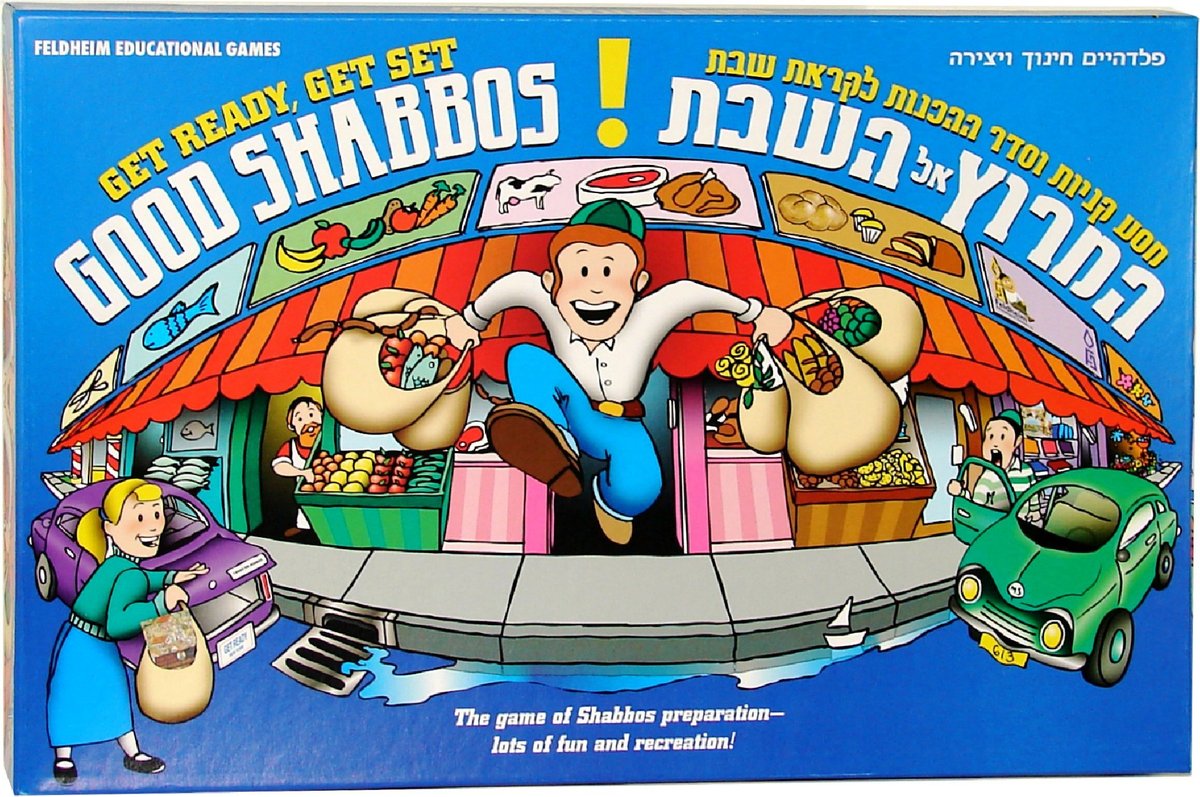 FELDHEIM EDUCATIONAL GAMES
פלדהיים חינוך ויצירה
GET READY, GET SET
GOOD SHABBOS !
מסע קניות וסדר ההכנות לקראת שבת
המרוץ אל השבת
GET READY
613
The game of Shabbos preparation—
lots of fun and recreation!